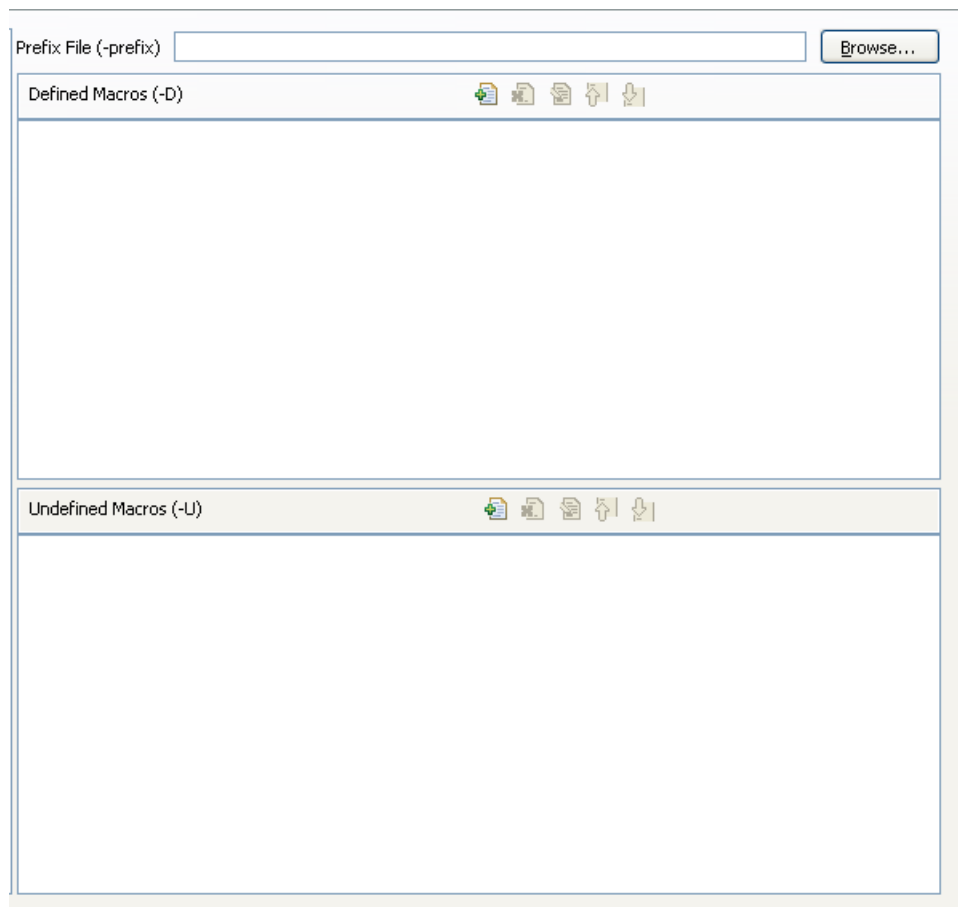 Prefix File (-prefix) Browse...
Defined Macros (-D)
Undefined Macros (-U)